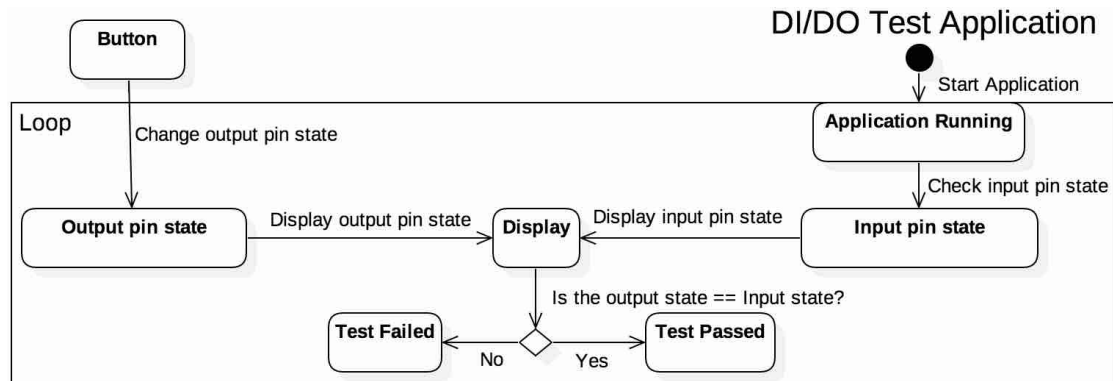 DI/DO Test Application
Button
Start Application
Loop
Application Running
Change output pin state
Check input pin state
Output pin state
Display output pin state
Display
Display input pin state
Input pin state
Is the output state == Input state?
Test Failed
No
Yes
Test Passed